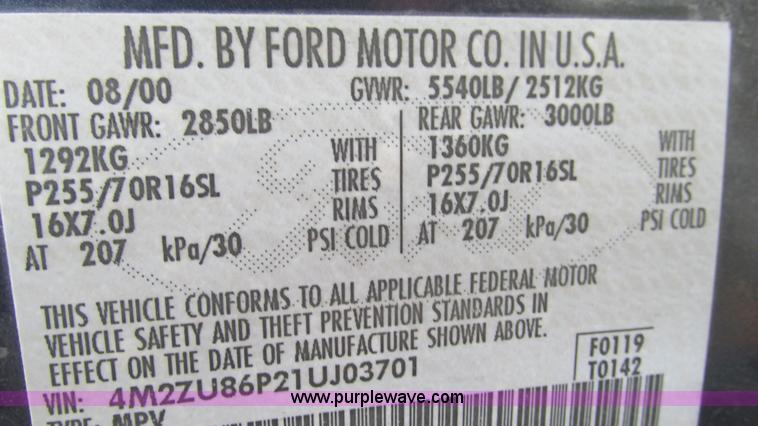 MFD. BY FORD MOTOR CO. IN U.S.A.
DATE: 08/00 GVWR: 5540LB/ 2512KG
FRONT GAWR: 2850LB REAR GAWR: 3000LB
1292KG WITH 1360KG WITH
P255/70R16SL TIRES P255/70R16SL TIRES
16X7.0J RIMS 16X7.0J RIMS
AT 207 kPa/30 PSI COLD AT 207 kPa/30 PSI COLD
THIS VEHICLE CONFORMS TO ALL APPLICABLE FEDERAL MOTOR
VEHICLE SAFETY AND THEFT PREVENTION STANDARDS IN
EFFECT ON THE DATE OF MANUFACTURE SHOWN ABOVE.
F0119
VIN: 4M2ZU86P21UJ03701 T0142
www.purplewave.com
TYPE: MPV